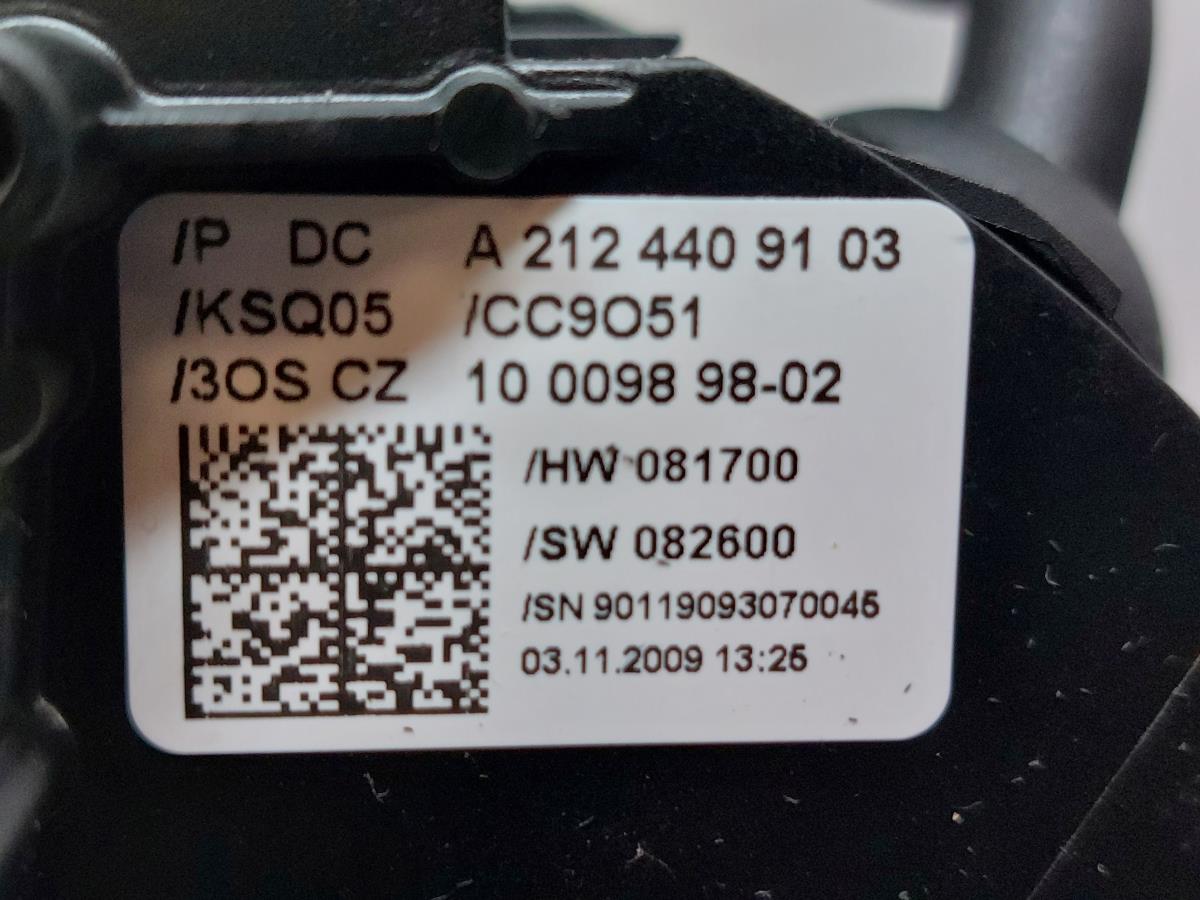 /P DC A 212 440 91 03
/KSQ05 /CC9O51
/3OS CZ 10 0098 98-02
/HW 081700
/SW 082600
/SN 90119093070045
03.11.2009 13:25